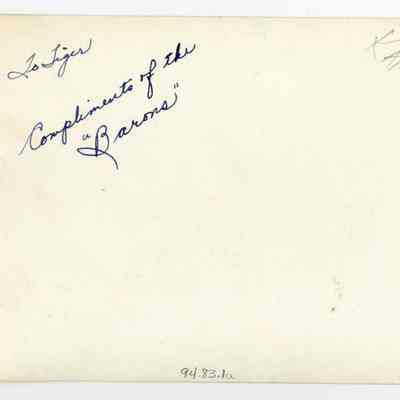 To Tiger
Compliments of the
"Barons"
94.83.1a